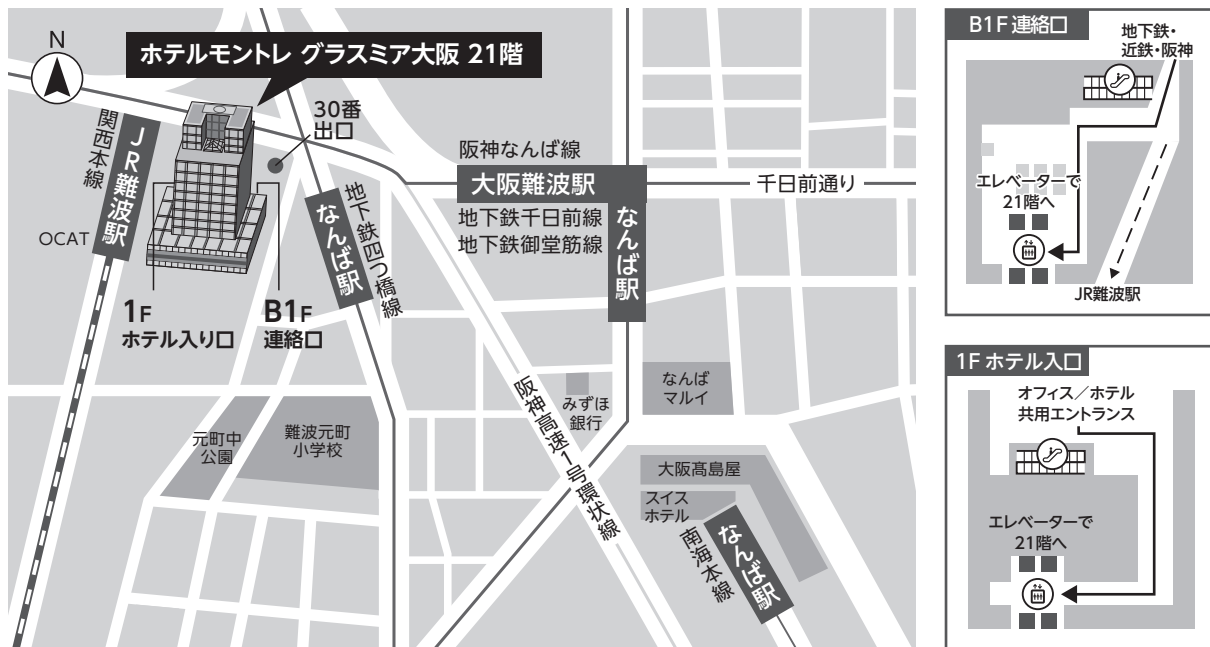 N
ホテルモントレ グラスミア大阪 21階
30番
出口
関西本線
JR難波駅
OCAT
1F
ホテル入り口
B1F
連絡口
なんば駅
地下鉄四つ橋線
阪神なんば線
大阪難波駅
千日前通り
地下鉄千日前線
地下鉄御堂筋線
なんば駅
元町中
公園
難波元町
小学校
阪神高速1号環状線
みずほ
銀行
なんば
マルイ
大阪髙島屋
スイス
ホテル
南海本線
なんば駅
B1F 連絡口
地下鉄・
近鉄・阪神
エレベーターで
21階へ
JR難波駅
1F ホテル入口
オフィス／ホテル
共用エントランス
エレベーターで
21階へ